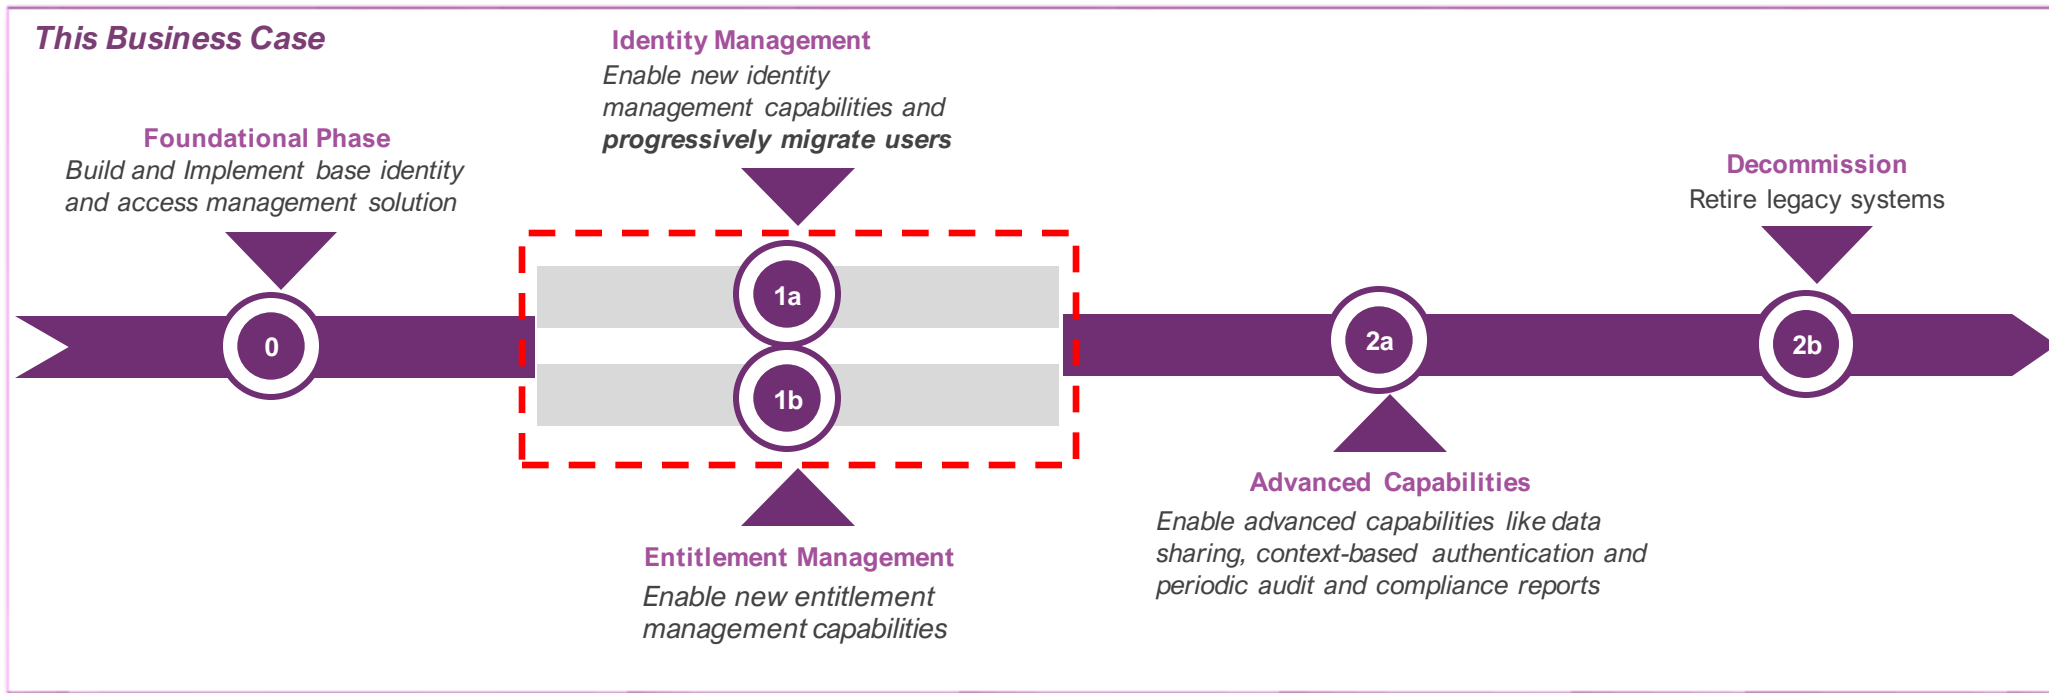 This Business Case
Identity Management
Enable new identity
management capabilities and
progressively migrate users
Foundational Phase
Build and Implement base identity
and access management solution
Decommission
Retire legacy systems
0
1a
1b
2a
2b
Entitlement Management
Enable new entitlement
management capabilities
Advanced Capabilities
Enable advanced capabilities like data
sharing, context-based authentication and
periodic audit and compliance reports